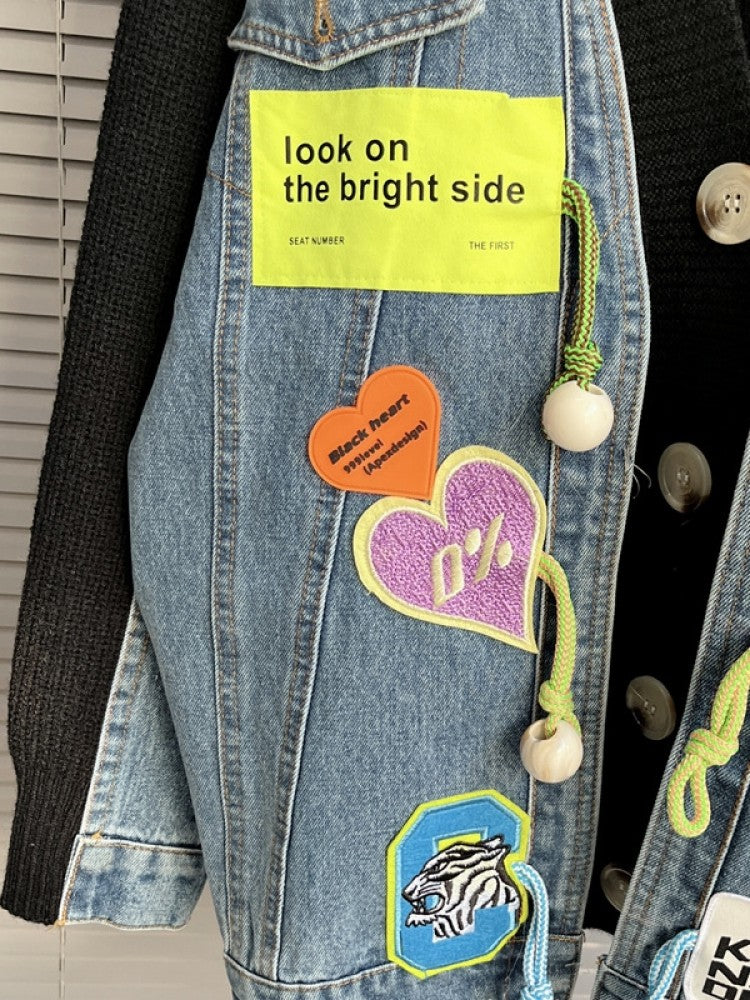 look on
the bright side
SEAT NUMBER THE FIRST
Black heart
999level
(Apexdesign)
0%
C